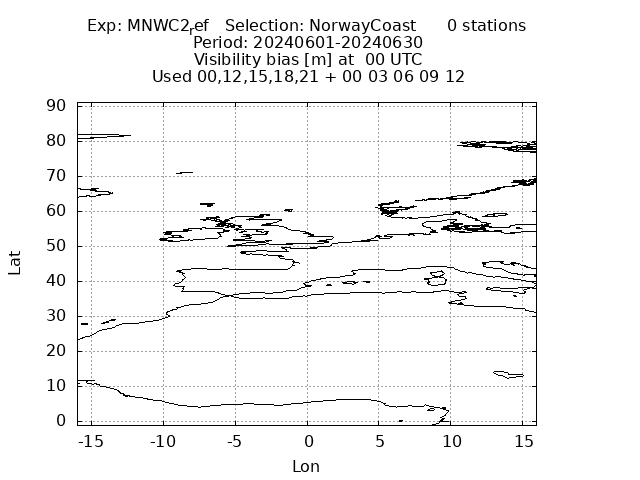 Exp: MNWC2ref   Selection: NorwayCoast      0 stations
Period: 20240601-20240630
Visibility bias [m] at  00 UTC
Used 00,12,15,18,21 + 00 03 06 09 12
90
80
70
60
50
40
30
20
10
0
Lat
-15 -10 -5 0 5 10 15
Lon